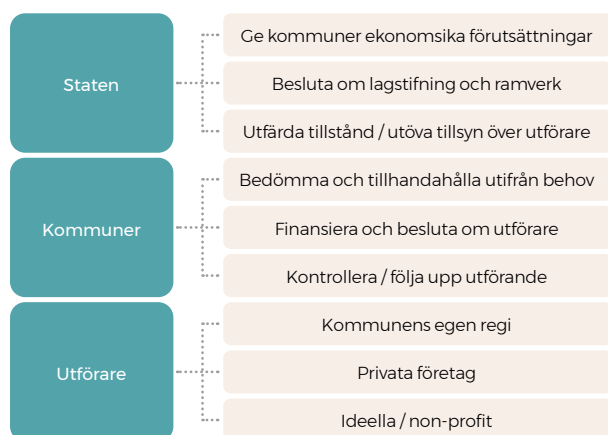 Staten
Ge kommuner ekonomsika förutsättningar
Besluta om lagstifning och ramverk
Utfärda tillstånd / utöva tillsyn över utförare
Kommuner
Bedömma och tillhandahålla utifrån behov
Finansiera och besluta om utförare
Kontrollera / följa upp utförande
Utförare
Kommunens egen regi
Privata företag
Ideella / non-profit